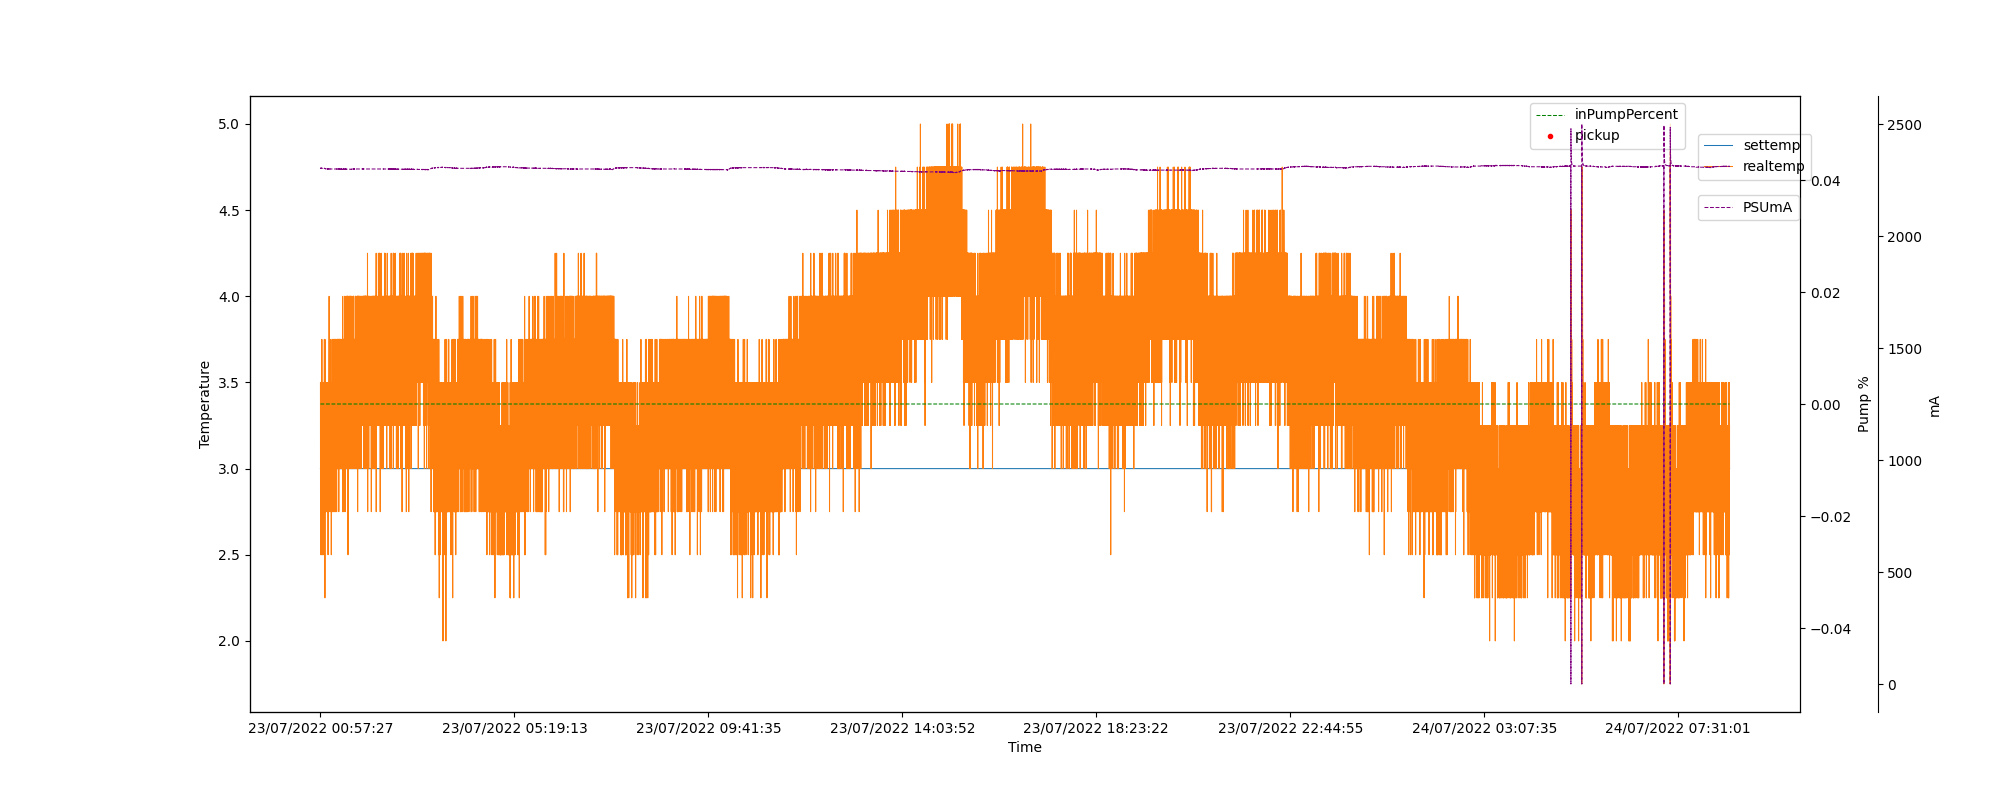 inPumpPercent
pickup
settemp
realtemp
PSUmA
5.0
4.5
4.0
3.5
3.0
2.5
2.0
Temperature
0.04
0.02
0.00
−0.02
−0.04
Pump %
2500
2000
1500
1000
500
0
mA
23/07/2022 00:57:27
23/07/2022 05:19:13
23/07/2022 09:41:35
23/07/2022 14:03:52
23/07/2022 18:23:22
23/07/2022 22:44:55
24/07/2022 03:07:35
24/07/2022 07:31:01
Time